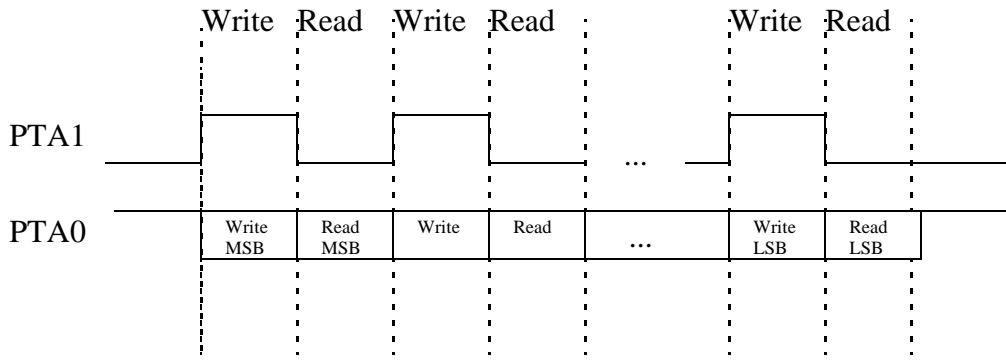 Write Read Write Read Write Read
PTA1
...
PTA0
Write Read Write Read Write Read
MSB MSB ... LSB LSB